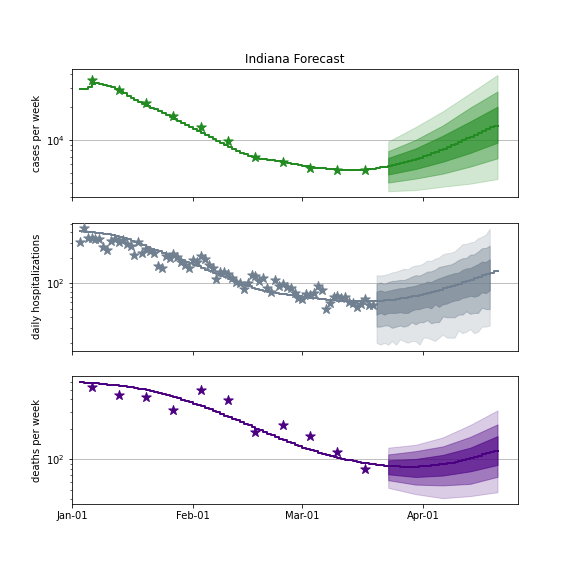 Indiana Forecast
cases per week
10⁴
daily hospitalizations
10²
deaths per week
10²
Jan-01 Feb-01 Mar-01 Apr-01